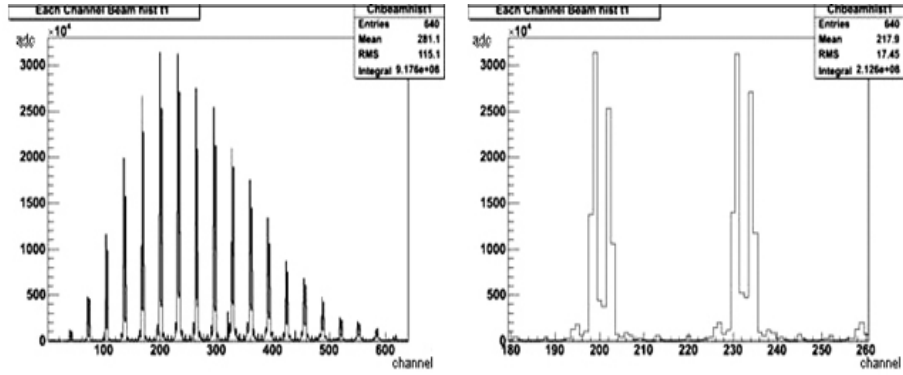 Each Channel Beam hist t1
Chbeamhist1
Entries 640
Mean 281.1
RMS 115.1
Integral 9.176e+08
×10⁴
adc
3000
2500
2000
1500
1000
500
0
100 200 300 400 500 600
channel
Each Channel Beam hist t1
Chbeamhist1
Entries 640
Mean 217.9
RMS 17.45
Integral 2.126e+08
×10⁴
adc
3000
2500
2000
1500
1000
500
0
180 190 200 210 220 230 240 250 260
channel